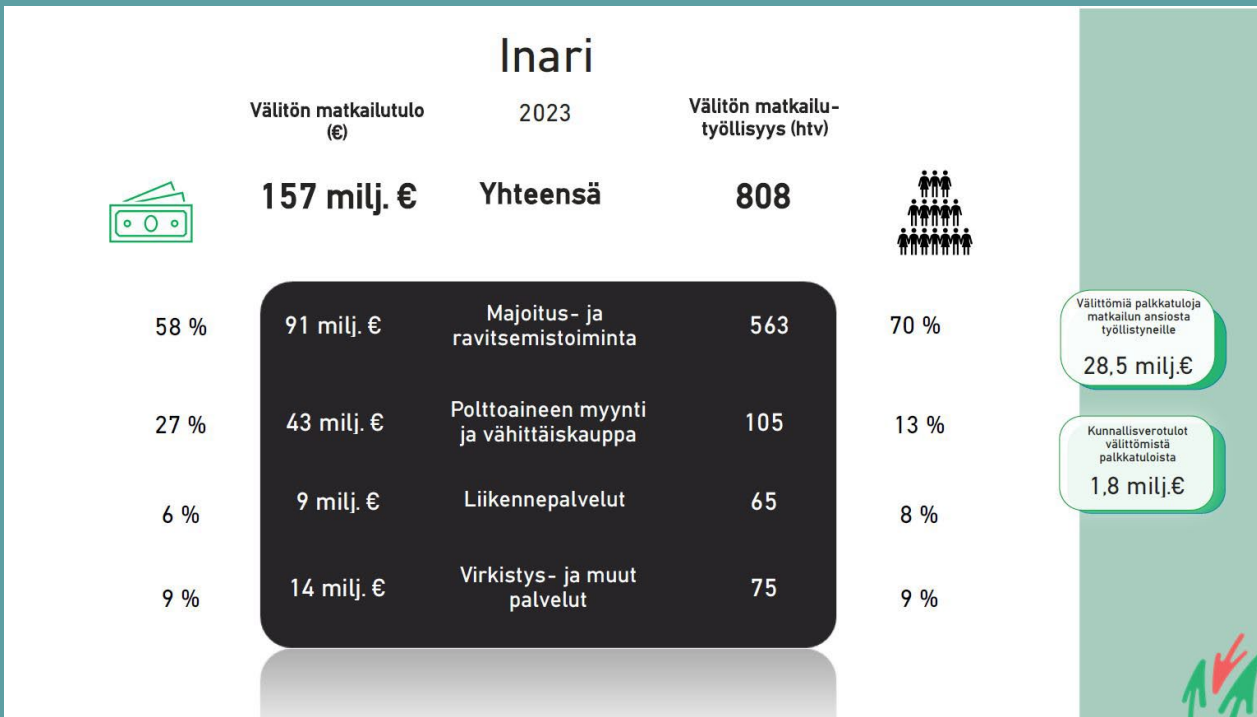 Inari
Välitön matkailutulo
(€)
2023
Välitön matkailu-
työllisyys (htv)
157 milj. €
Yhteensä
808
58 %
91 milj. €
Majoitus- ja
ravitsemistoiminta
563
70 %
27 %
43 milj. €
Polttoaineen myynti
ja vähittäiskauppa
105
13 %
6 %
9 milj. €
Liikennepalvelut
65
8 %
9 %
14 milj. €
Virkistys- ja muut
palvelut
75
9 %
Välittömiä palkkatuloja
matkailun ansiosta
työllistyneille
28,5 milj.€
Kunnallisverotulot
välittömistä
palkkatuloista
1,8 milj.€